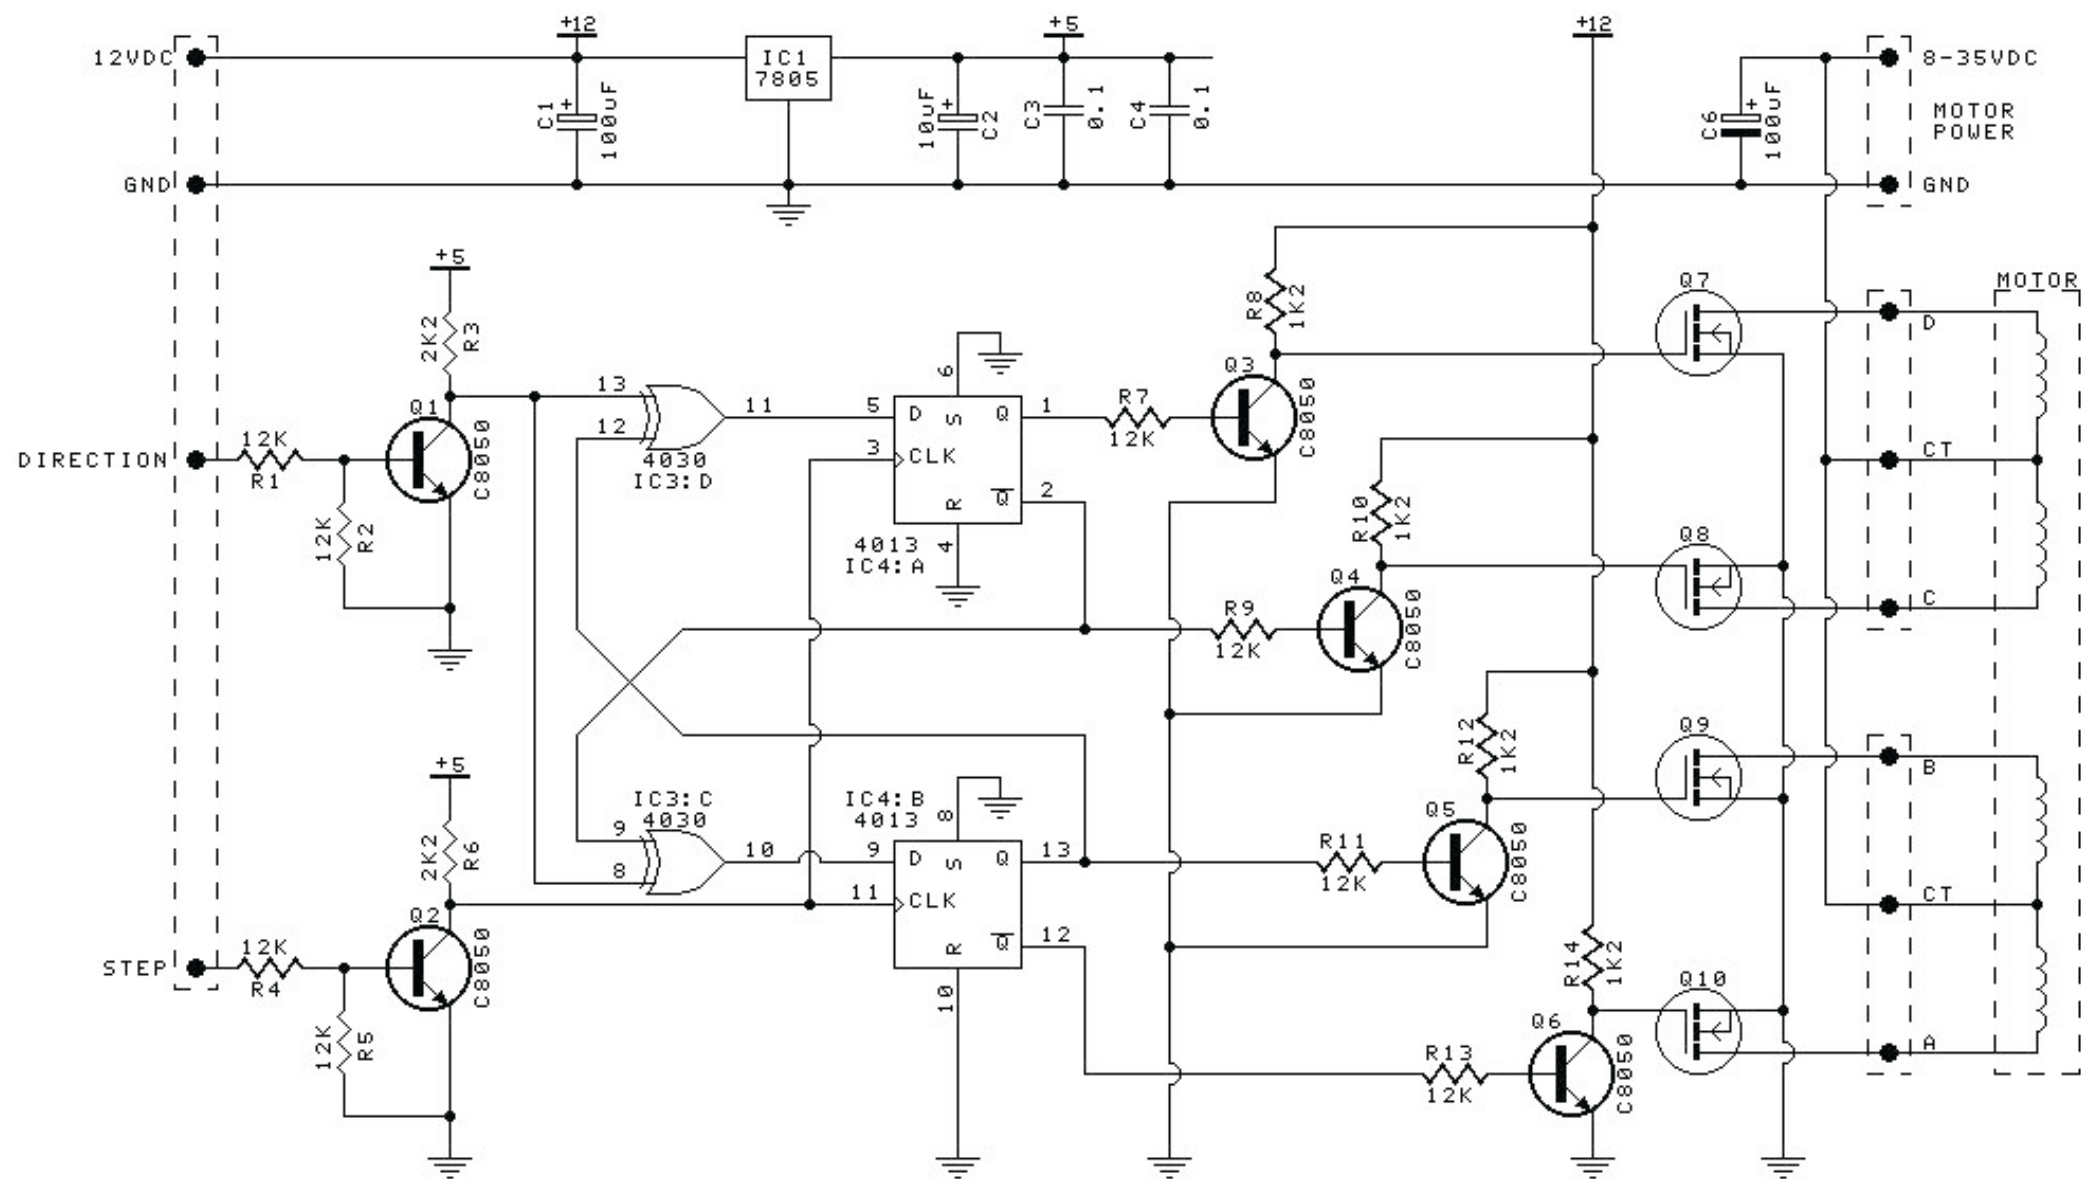 12VDC
+12
IC1
7805
+5
+12
8-35VDC
C1
+
100uF
10uF
+
C2
C3
0.1
C4
0.1
C6
+
100uF
MOTOR
POWER
GND
GND
+5
2K2
R3
DIRECTION
12K
R1
12K
R2
Q1
C8050
13
12
11
4030
IC3:D
6
5
D
S
Q
1
3
CLK
R
Q
2
4
4013
IC4:A
R7
12K
Q3
C8050
R8
1K2
R9
12K
Q4
C8050
R10
1K2
Q7
MOTOR
D
CT
Q8
C
+5
2K2
R6
STEP
12K
R4
12K
R5
Q2
C8050
IC3:C
4030
9
8
10
IC4:B
4013
8
9
D
S
Q
13
11
CLK
R
Q
12
10
R11
12K
Q5
C8050
R12
1K2
R13
12K
Q6
C8050
R14
1K2
Q9
B
CT
Q10
A